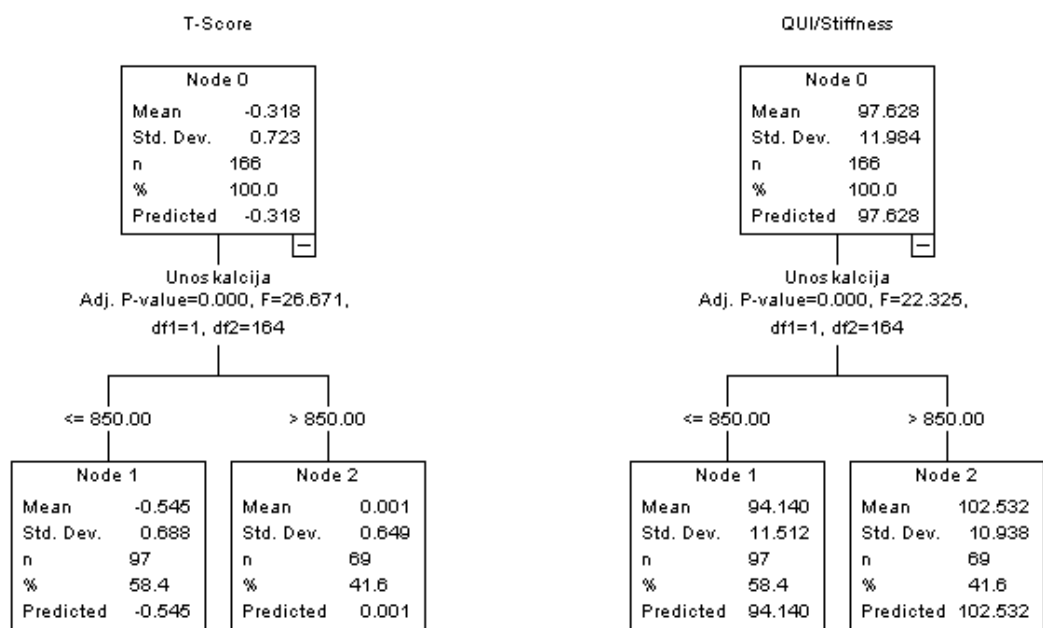 T-Score
Node 0
Mean -0.318
Std. Dev. 0.723
n 166
% 100.0
Predicted -0.318
Unos kalcija
Adj. P-value=0.000, F=26.671,
df1=1, df2=164
<= 850.00
> 850.00
Node 1
Mean -0.545
Std. Dev. 0.688
n 97
% 58.4
Predicted -0.545
Node 2
Mean 0.001
Std. Dev. 0.649
n 69
% 41.6
Predicted 0.001
QUI/Stiffness
Node 0
Mean 97.628
Std. Dev. 11.984
n 166
% 100.0
Predicted 97.628
Unos kalcija
Adj. P-value=0.000, F=22.325,
df1=1, df2=164
<= 850.00
> 850.00
Node 1
Mean 94.140
Std. Dev. 11.512
n 97
% 58.4
Predicted 94.140
Node 2
Mean 102.532
Std. Dev. 10.938
n 69
% 41.6
Predicted 102.532